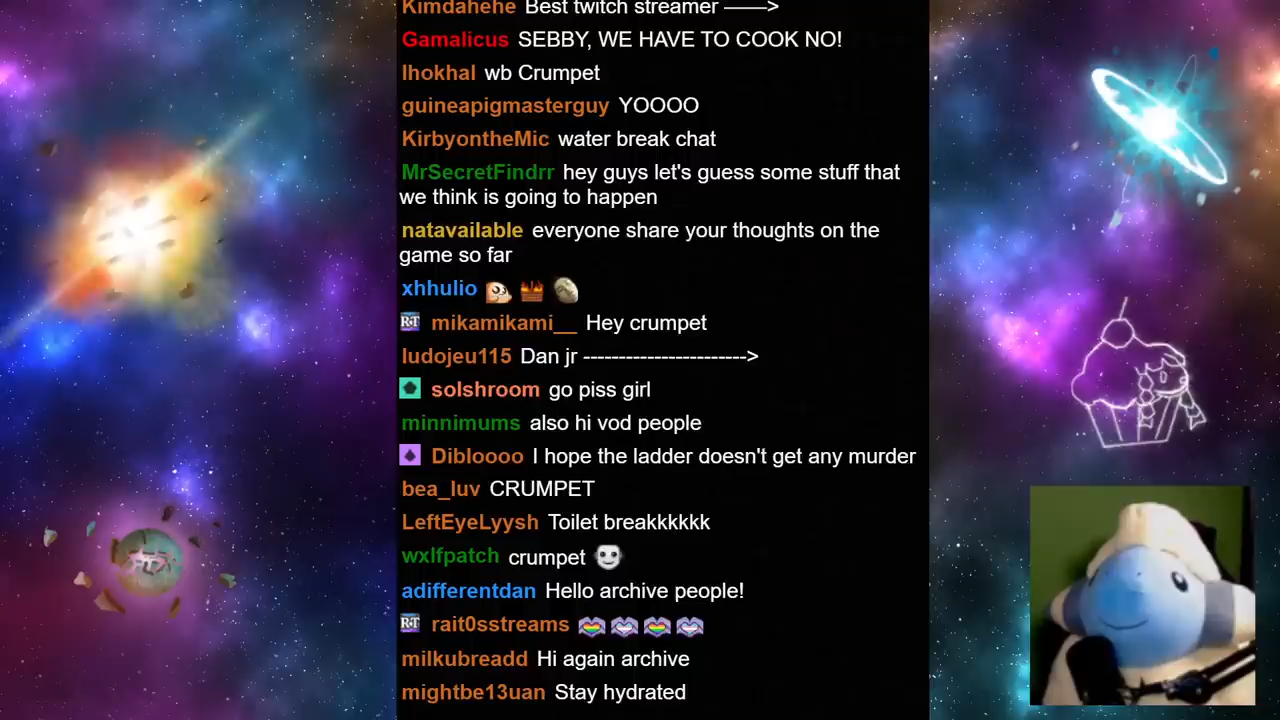 Kimdahehe Best twitch streamer ——>
Gamalicus SEBBY, WE HAVE TO COOK NO!
lhokhal wb Crumpet
guineapigmasterguy YOOOO
KirbyontheMic water break chat
MrSecretFindrr hey guys let's guess some stuff that
we think is going to happen
natavailable everyone share your thoughts on the
game so far
xhhulio
RT mikamikami__ Hey crumpet
ludojeu115 Dan jr ----------------------->
solshroom go piss girl
minnimums also hi vod people
Dibloooo I hope the ladder doesn't get any murder
bea_luv CRUMPET
LeftEyeLyysh Toilet breakkkkkk
wxlfpatch crumpet
adifferentdan Hello archive people!
RT rait0sstreams
milkubreadd Hi again archive
mightbe13uan Stay hydrated